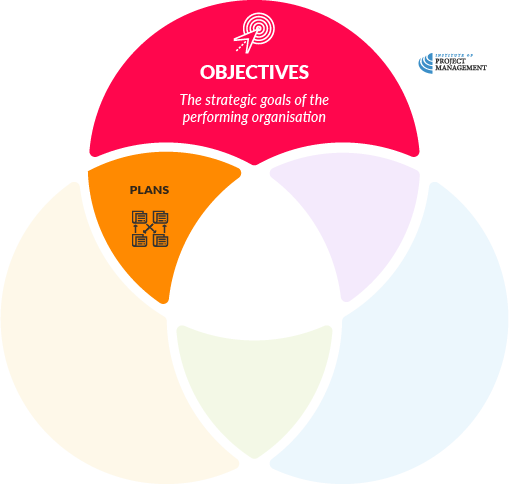 OBJECTIVES
The strategic goals of the
performing organisation
INSTITUTE OF
PROJECT
MANAGEMENT
PLANS